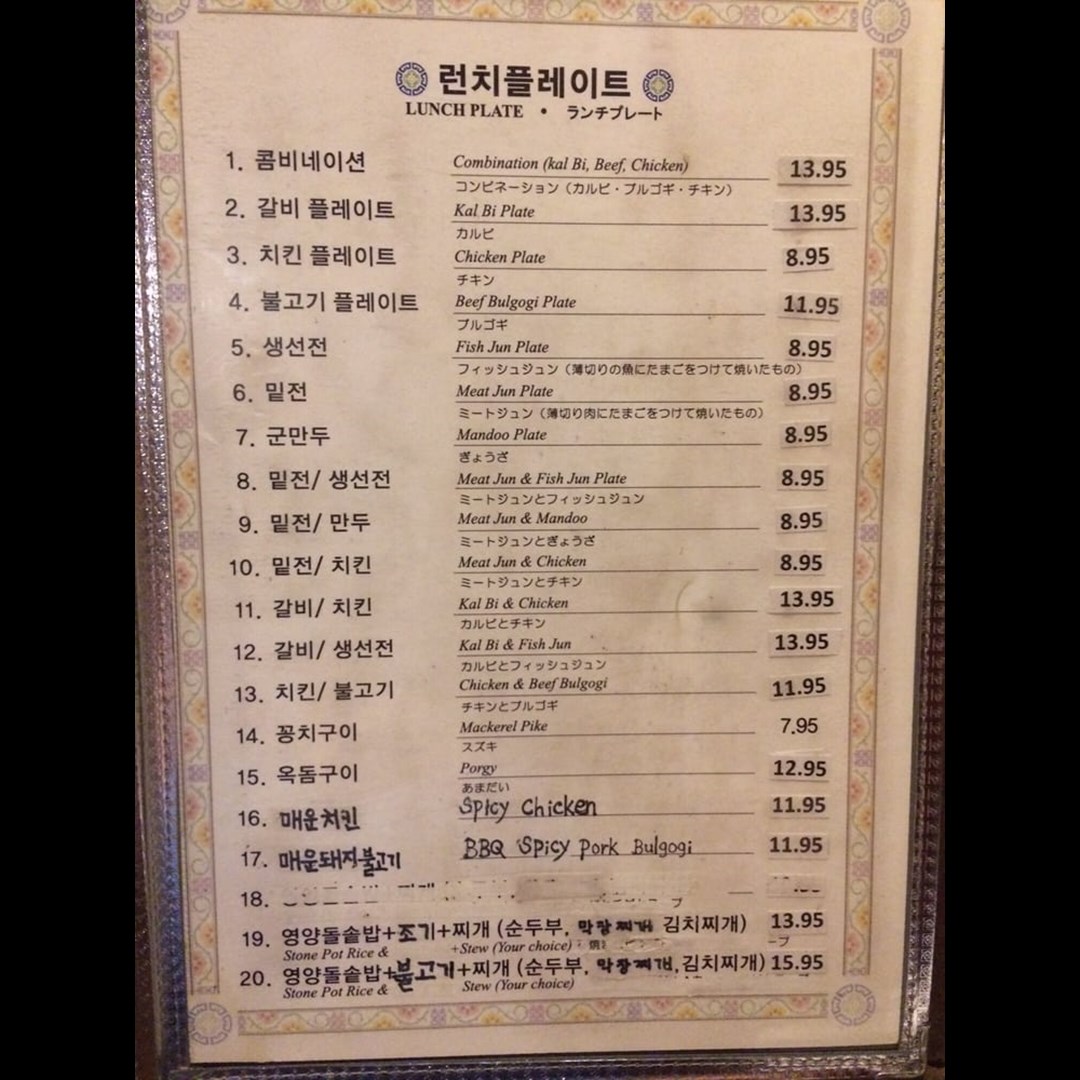 런치플레이트
LUNCH PLATE • ランチプレート
1. 콤비네이션 Combination (kal Bi, Beef, Chicken) 13.95
コンビネーション（カルビ・プルゴギ・チキン）
2. 갈비 플레이트 Kal Bi Plate 13.95
カルビ
3. 치킨 플레이트 Chicken Plate 8.95
チキン
4. 불고기 플레이트 Beef Bulgogi Plate 11.95
プルゴギ
5. 생선전 Fish Jun Plate 8.95
フィッシュジュン（薄切りの魚にたまごをつけて焼いたもの）
6. 밑전 Meat Jun Plate 8.95
ミートジュン（薄切り肉にたまごをつけて焼いたもの）
7. 군만두 Mandoo Plate 8.95
ぎょうざ
8. 밑전/ 생선전 Meat Jun & Fish Jun Plate 8.95
ミートジュンとフィッシュジュン
9. 밑전/ 만두 Meat Jun & Mandoo 8.95
ミートジュンとぎょうざ
10. 밑전/ 치킨 Meat Jun & Chicken 8.95
ミートジュンとチキン
11. 갈비/ 치킨 Kal Bi & Chicken 13.95
カルビとチキン
12. 갈비/ 생선전 Kal Bi & Fish Jun 13.95
カルビとフィッシュジュン
13. 치킨/ 불고기 Chicken & Beef Bulgogi 11.95
チキンとプルゴギ
14. 꽁치구이 Mackerel Pike 7.95
スズキ
15. 옥돔구이 Porgy 12.95
あまだい
16. 매운치킨 Spicy Chicken 11.95
17. 매운돼지불고기 BBQ Spicy Pork Bulgogi 11.95
18.
19. 영양돌솥밥+조기+찌개 (순두부, 막장찌개 김치찌개) 13.95
Stone Pot Rice & +Stew (Your choice)
20. 영양돌솥밥+불고기+찌개 (순두부, 막장찌개,김치찌개) 15.95
Stone Pot Rice & Stew (Your choice)